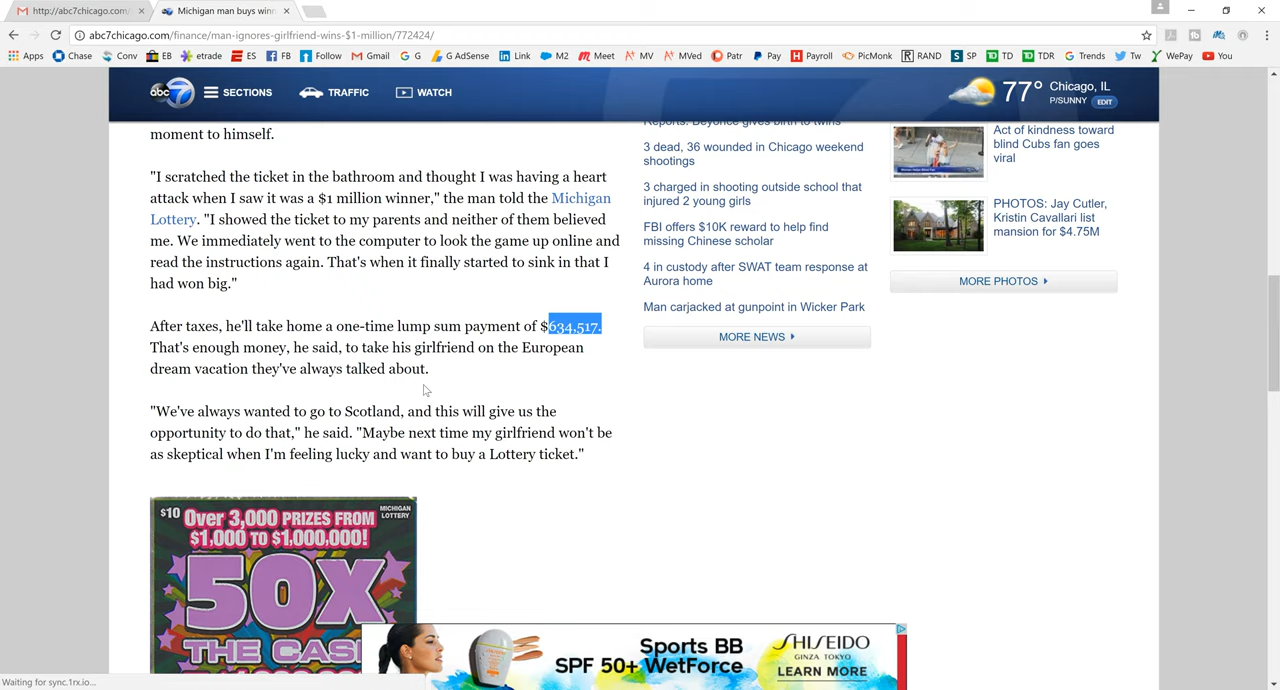 http://abc7chicago.com/
Michigan man buys winn
abc7chicago.com/finance/man-ignores-girlfriend-wins-$1-million/772424/
Apps Chase Conv EB etrade ES FB Follow Gmail G G AdSense Link M2 Meet MV MVed Patr Pay Payroll PicMonk RAND SP TD TDR Trends Tw WePay You
abc 7 SECTIONS TRAFFIC WATCH 77° Chicago, IL
P/SUNNY EDIT
moment to himself.
"I scratched the ticket in the bathroom and thought I was having a heart
attack when I saw it was a $1 million winner," the man told the Michigan
Lottery. "I showed the ticket to my parents and neither of them believed
me. We immediately went to the computer to look the game up online and
read the instructions again. That's when it finally started to sink in that I
had won big."
After taxes, he'll take home a one-time lump sum payment of $634,517.
That's enough money, he said, to take his girlfriend on the European
dream vacation they've always talked about.
"We've always wanted to go to Scotland, and this will give us the
opportunity to do that," he said. "Maybe next time my girlfriend won't be
as skeptical when I'm feeling lucky and want to buy a Lottery ticket."
$10 Over 3,000 PRIZES FROM
$1,000 TO $1,000,000!
MICHIGAN
LOTTERY
50X
THE CAS
Reports: Beyonce gives birth to twins
3 dead, 36 wounded in Chicago weekend
shootings
3 charged in shooting outside school that
injured 2 young girls
FBI offers $10K reward to help find
missing Chinese scholar
4 in custody after SWAT team response at
Aurora home
Man carjacked at gunpoint in Wicker Park
MORE NEWS
Act of kindness toward
blind Cubs fan goes
viral
PHOTOS: Jay Cutler,
Kristin Cavallari list
mansion for $4.75M
MORE PHOTOS
Sports BB
SPF 50+ WetForce
SHISEIDO
GINZA TOKYO
LEARN MORE
Waiting for sync.1rx.io...